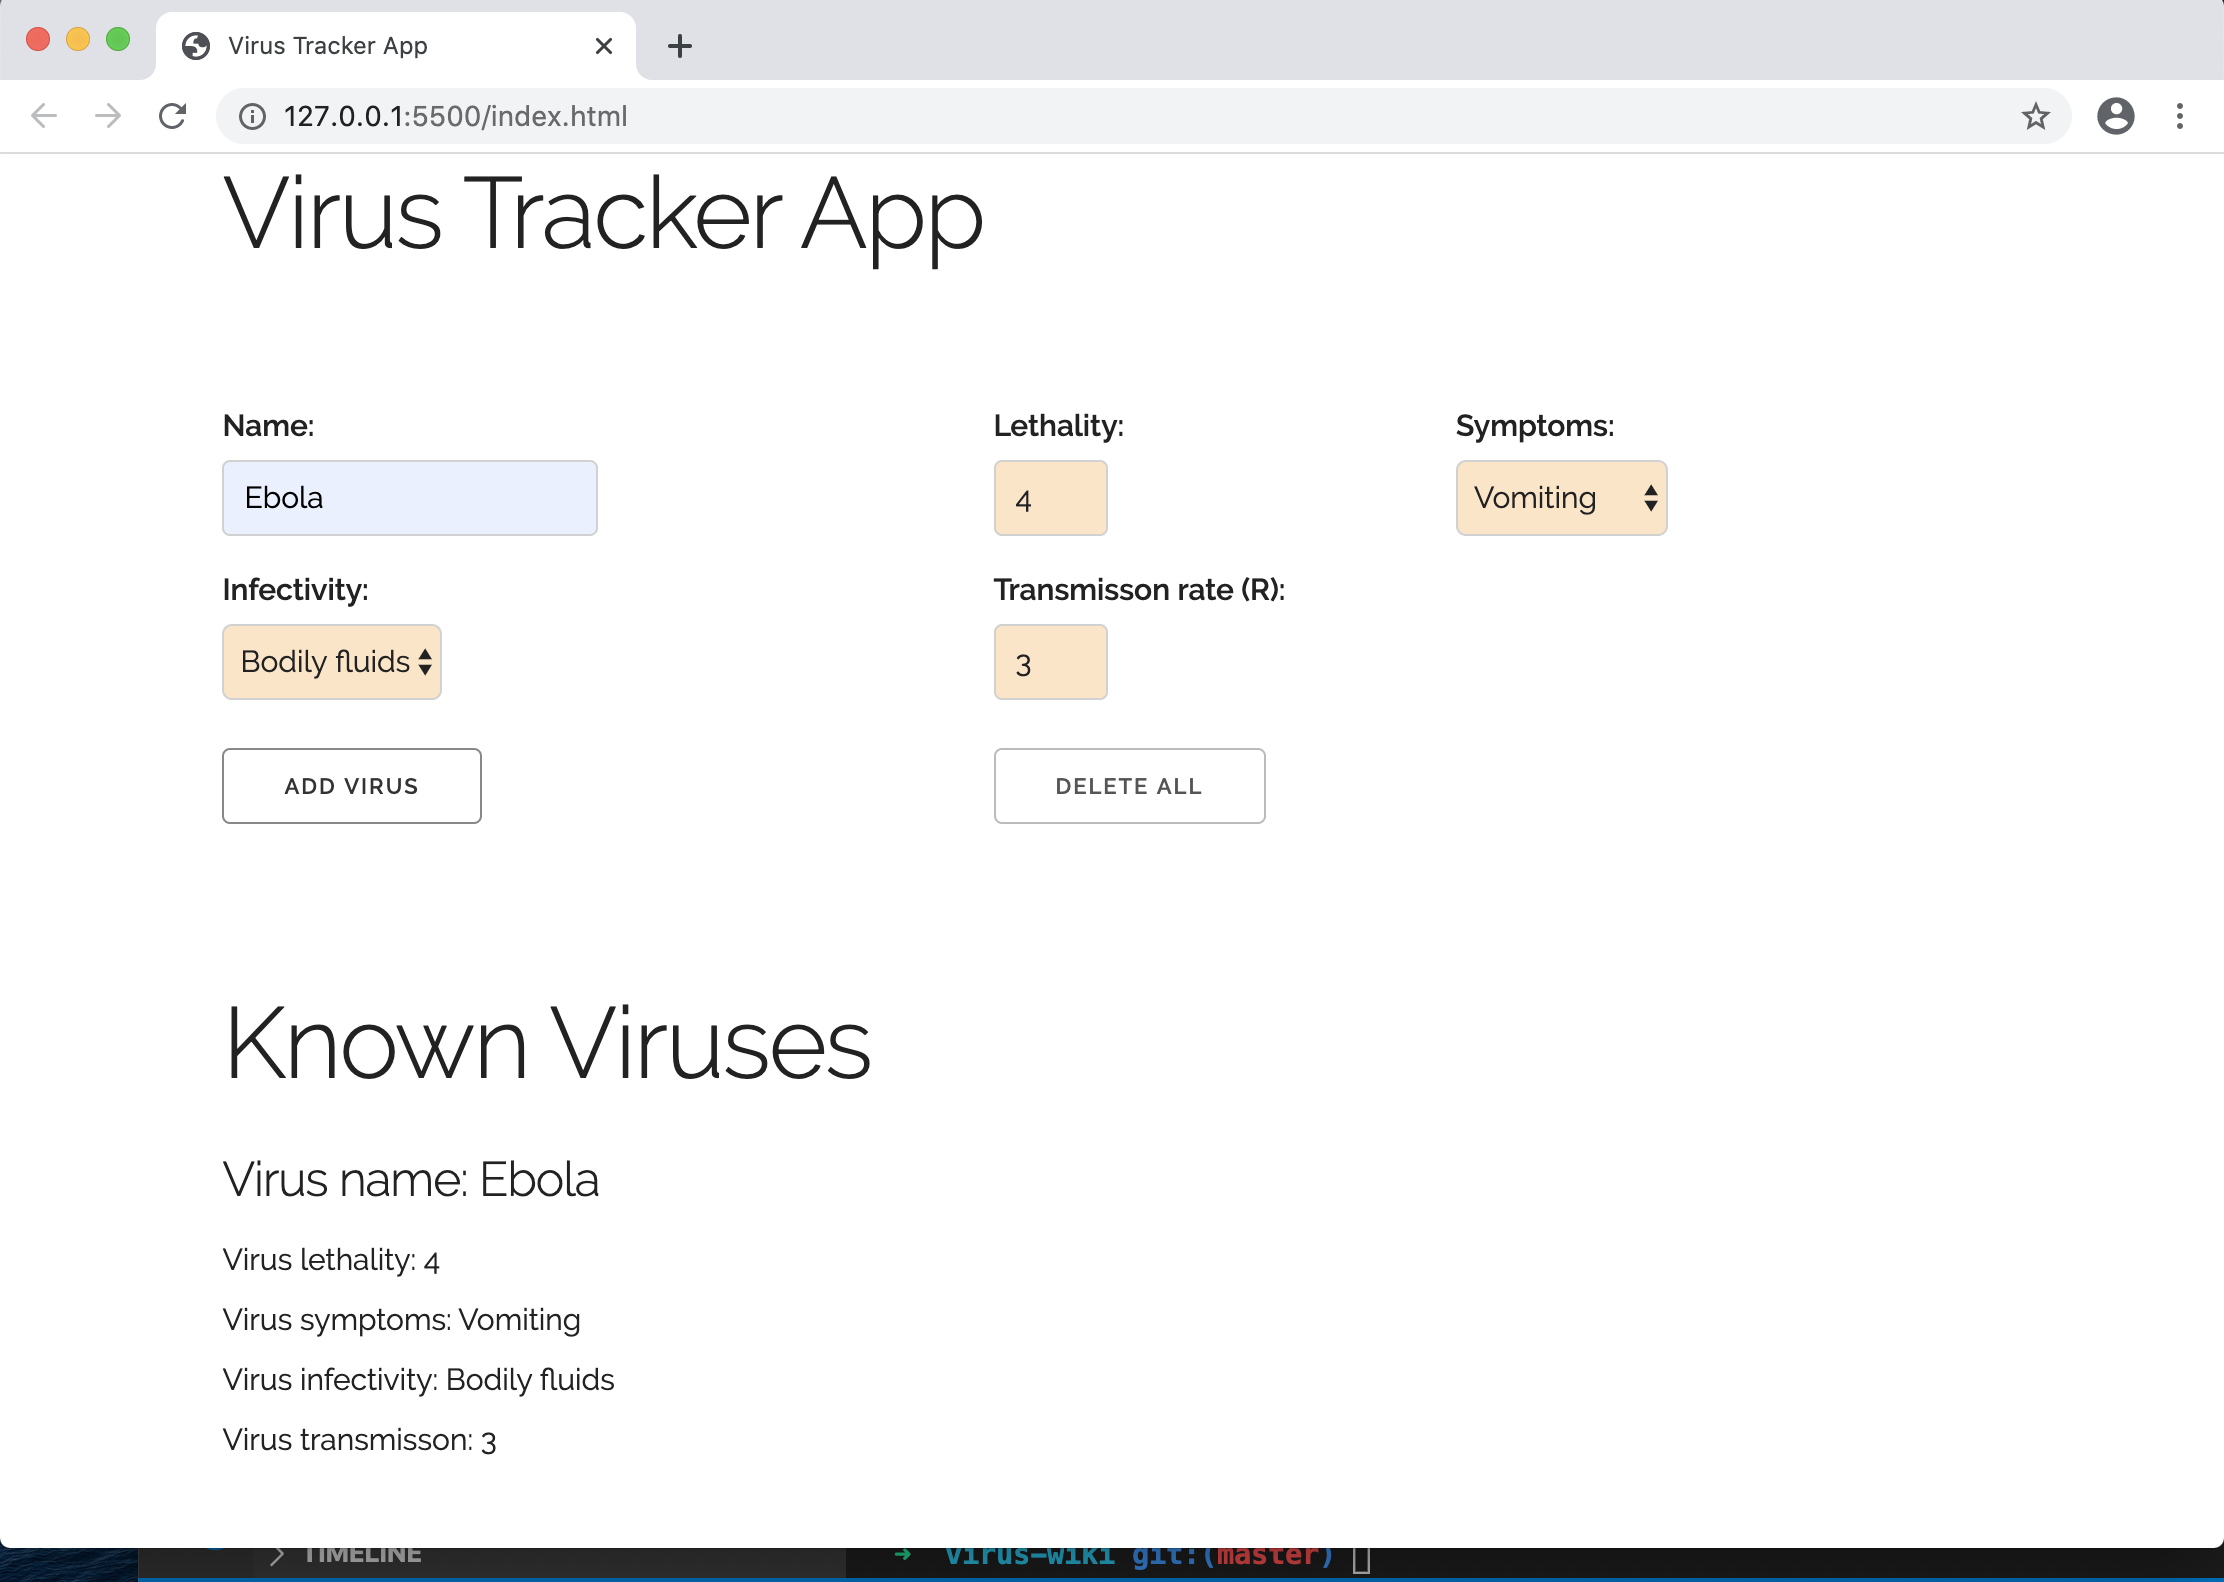 Virus Tracker App
127.0.0.1:5500/index.html
Virus Tracker App
Name: Lethality: Symptoms:
Ebola 4 Vomiting
Infectivity: Transmisson rate (R):
Bodily fluids 3
ADD VIRUS DELETE ALL
Known Viruses
Virus name: Ebola
Virus lethality: 4
Virus symptoms: Vomiting
Virus infectivity: Bodily fluids
Virus transmisson: 3
TIMELINE virus-wiki git:(master)